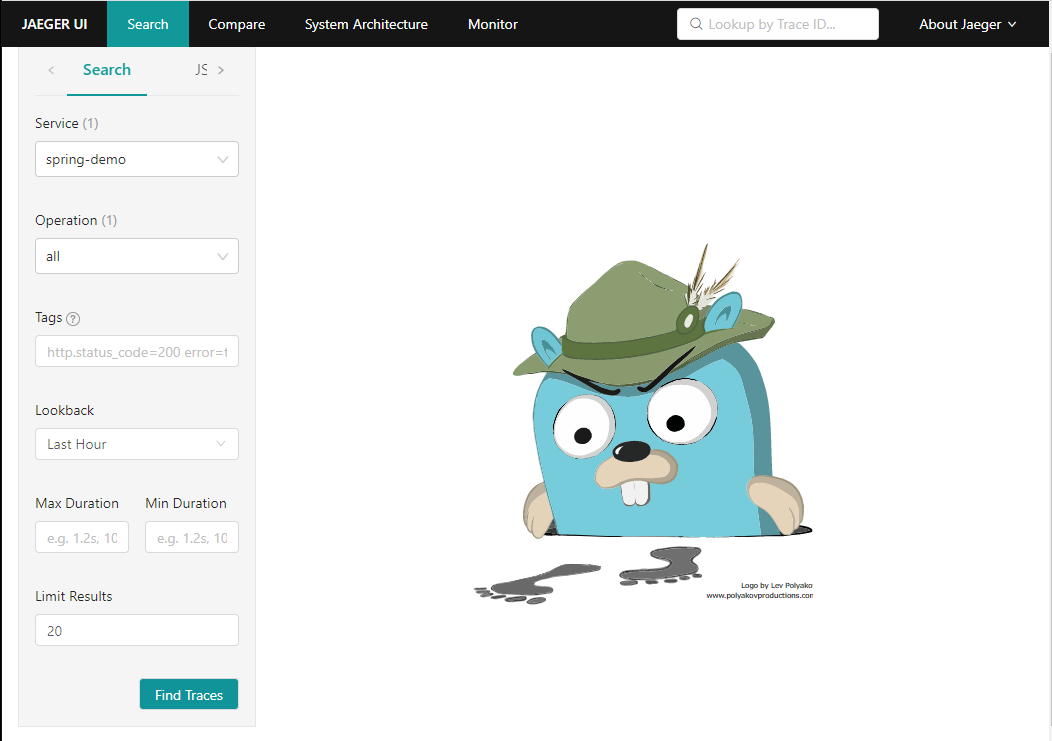 JAEGER UI Search Compare System Architecture Monitor Lookup by Trace ID... About Jaeger
Search JS
Service (1)
spring-demo
Operation (1)
all
Tags ?
http.status_code=200 error=t
Lookback
Last Hour
Max Duration Min Duration
e.g. 1.2s, 10 e.g. 1.2s, 10
Limit Results
20
Find Traces
Logo by Lev Polyako
www.polyakovproductions.con